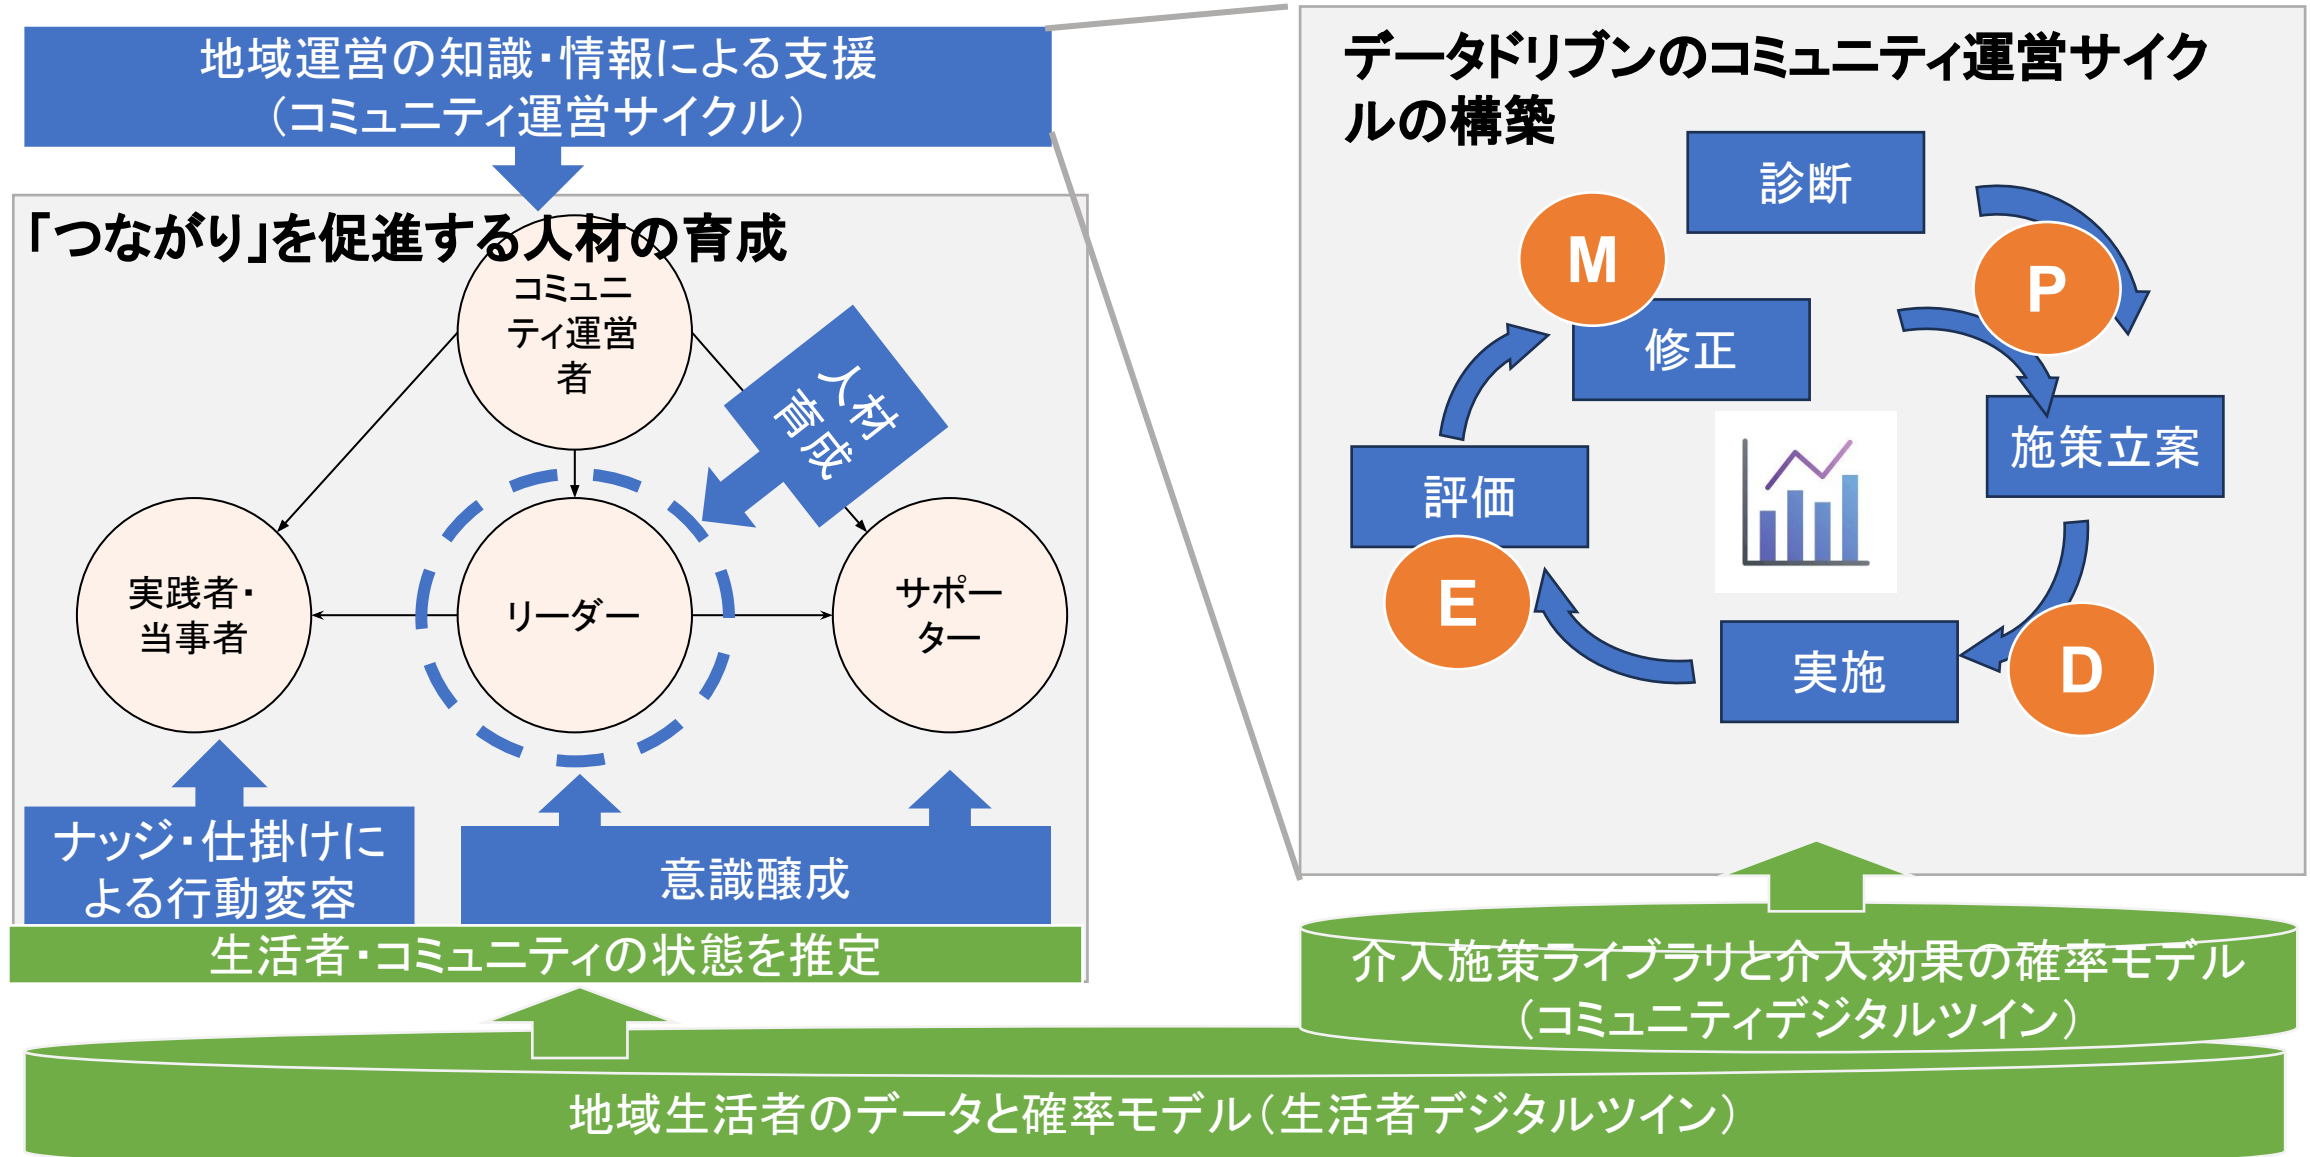 地域運営の知識・情報による支援
（コミュニティ運営サイクル）
「つながり」を促進する人材の育成
コミュニ
ティ運営
者
人材
育成
実践者・
当事者
リーダー
サポー
ター
ナッジ・仕掛けに
よる行動変容
意識醸成
生活者・コミュニティの状態を推定
データドリブンのコミュニティ運営サイク
ルの構築
診断
M
P
修正
施策立案
評価
E
実施
D
介入施策ライブラリと介入効果の確率モデル
（コミュニティデジタルツイン）
地域生活者のデータと確率モデル（生活者デジタルツイン）